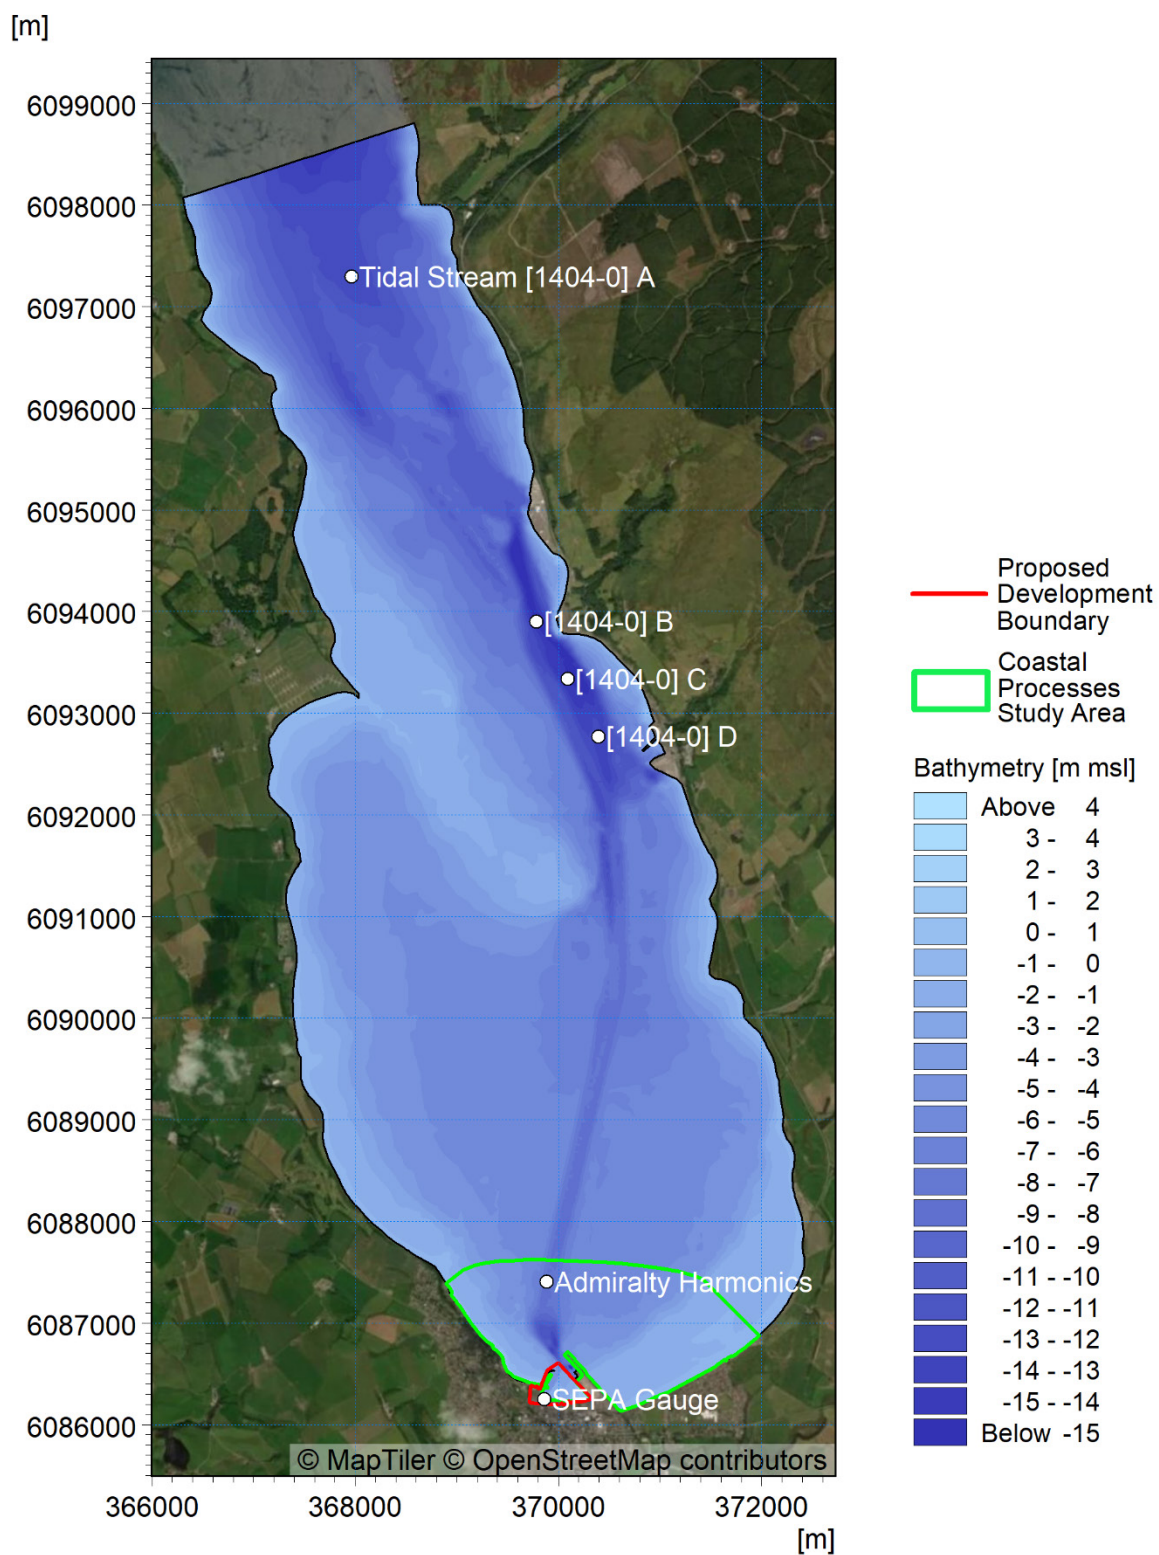 [m]
6099000
6098000
6097000
6096000
6095000
6094000
6093000
6092000
6091000
6090000
6089000
6088000
6087000
6086000
Tidal Stream [1404-0] A
[1404-0] B
[1404-0] C
[1404-0] D
Admiralty Harmonics
SEPA Gauge
© MapTiler © OpenStreetMap contributors
366000 368000 370000 372000
[m]
Proposed
Development
Boundary
Coastal
Processes
Study Area
Bathymetry [m msl]
Above 4
3 - 4
2 - 3
1 - 2
0 - 1
-1 - 0
-2 - -1
-3 - -2
-4 - -3
-5 - -4
-6 - -5
-7 - -6
-8 - -7
-9 - -8
-10 - -9
-11 - -10
-12 - -11
-13 - -12
-14 - -13
-15 - -14
Below -15